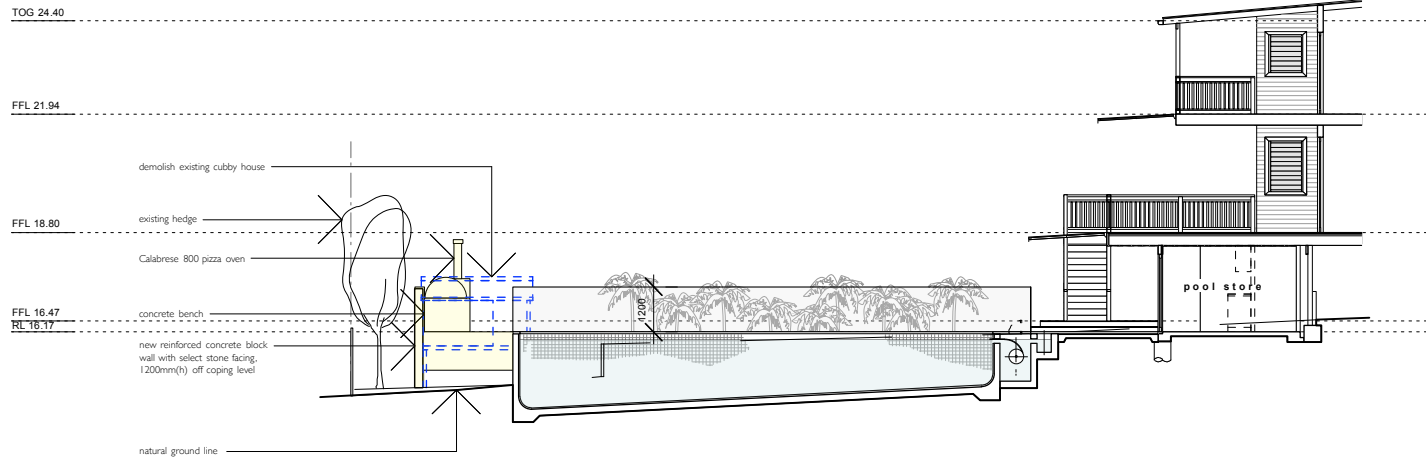 TOG 24.40
FFL 21.94
demolish existing cubby house
existing hedge
FFL 18.80
Calabrese 800 pizza oven
pool store
1200
concrete bench
FFL 16.47
RL 16.17
new reinforced concrete block
wall with select stone facing,
1200mm(h) off coping level
natural ground line